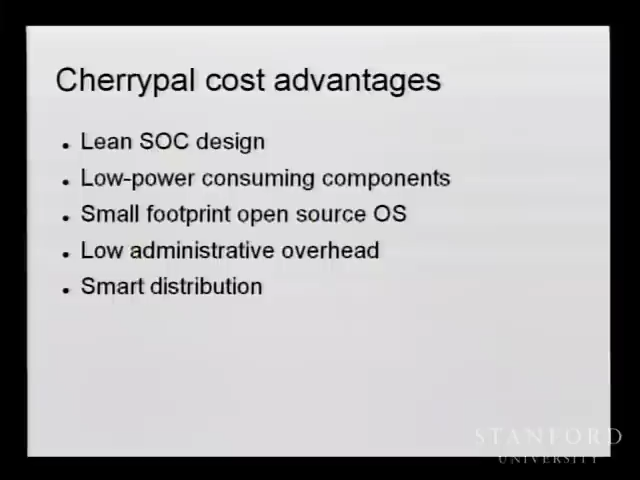 Cherrypal cost advantages
• Lean SOC design
• Low-power consuming components
• Small footprint open source OS
• Low administrative overhead
• Smart distribution
STANFORD
UNIVERSITY